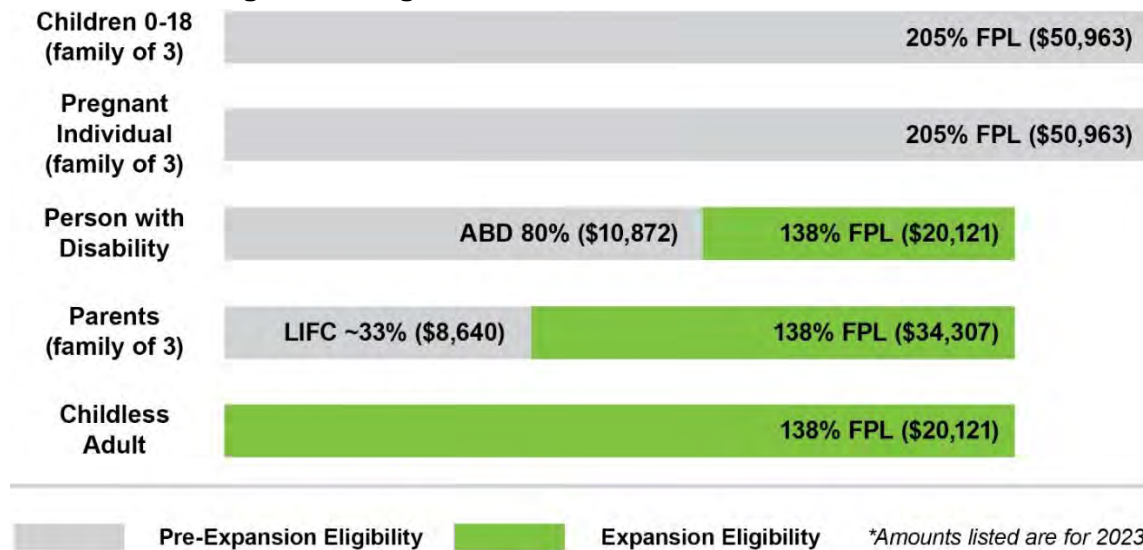 Children 0-18
(family of 3)
205% FPL ($50,963)
Pregnant
Individual
(family of 3)
205% FPL ($50,963)
Person with
Disability
ABD 80% ($10,872)
138% FPL ($20,121)
Parents
(family of 3)
LIFC ~33% ($8,640)
138% FPL ($34,307)
Childless
Adult
138% FPL ($20,121)
Pre-Expansion Eligibility
Expansion Eligibility
*Amounts listed are for 2023